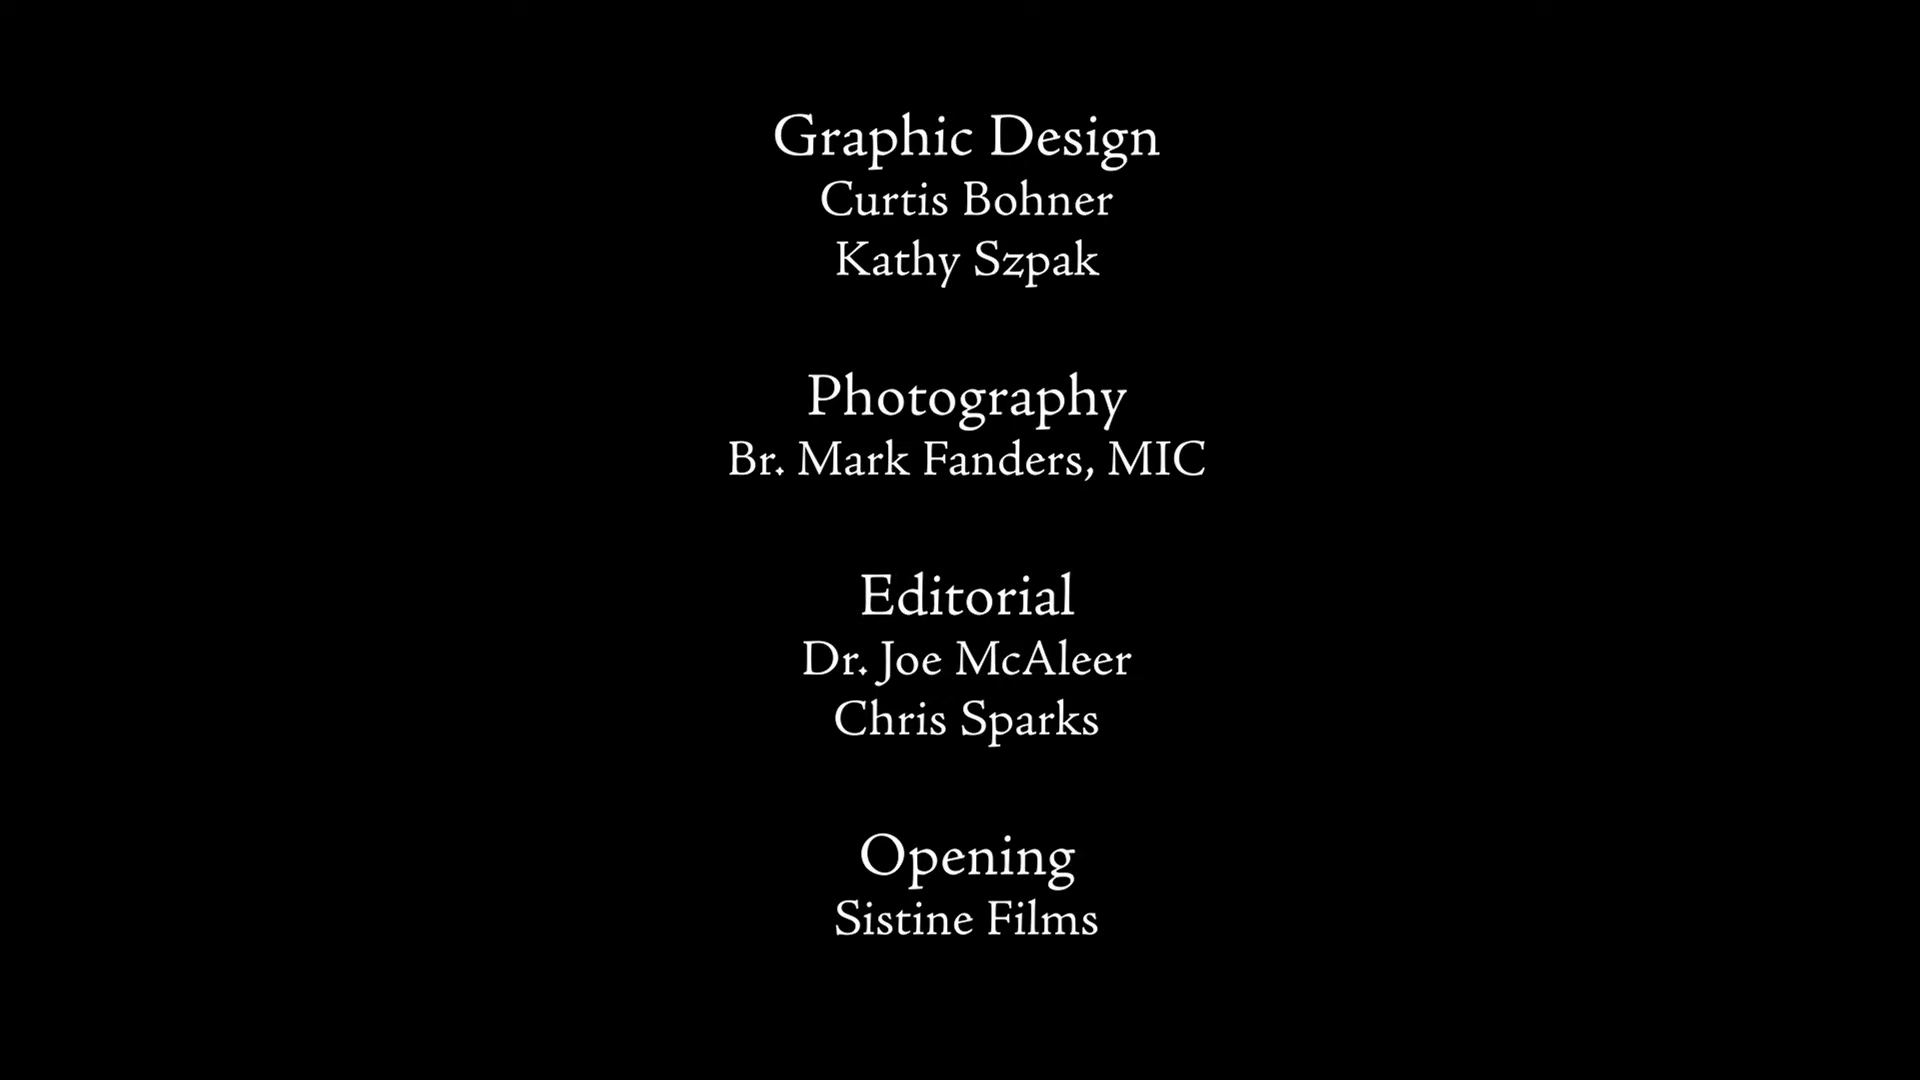 Graphic Design
Curtis Bohner
Kathy Szpak
Photography
Br. Mark Fanders, MIC
Editorial
Dr. Joe McAleer
Chris Sparks
Opening
Sistine Films